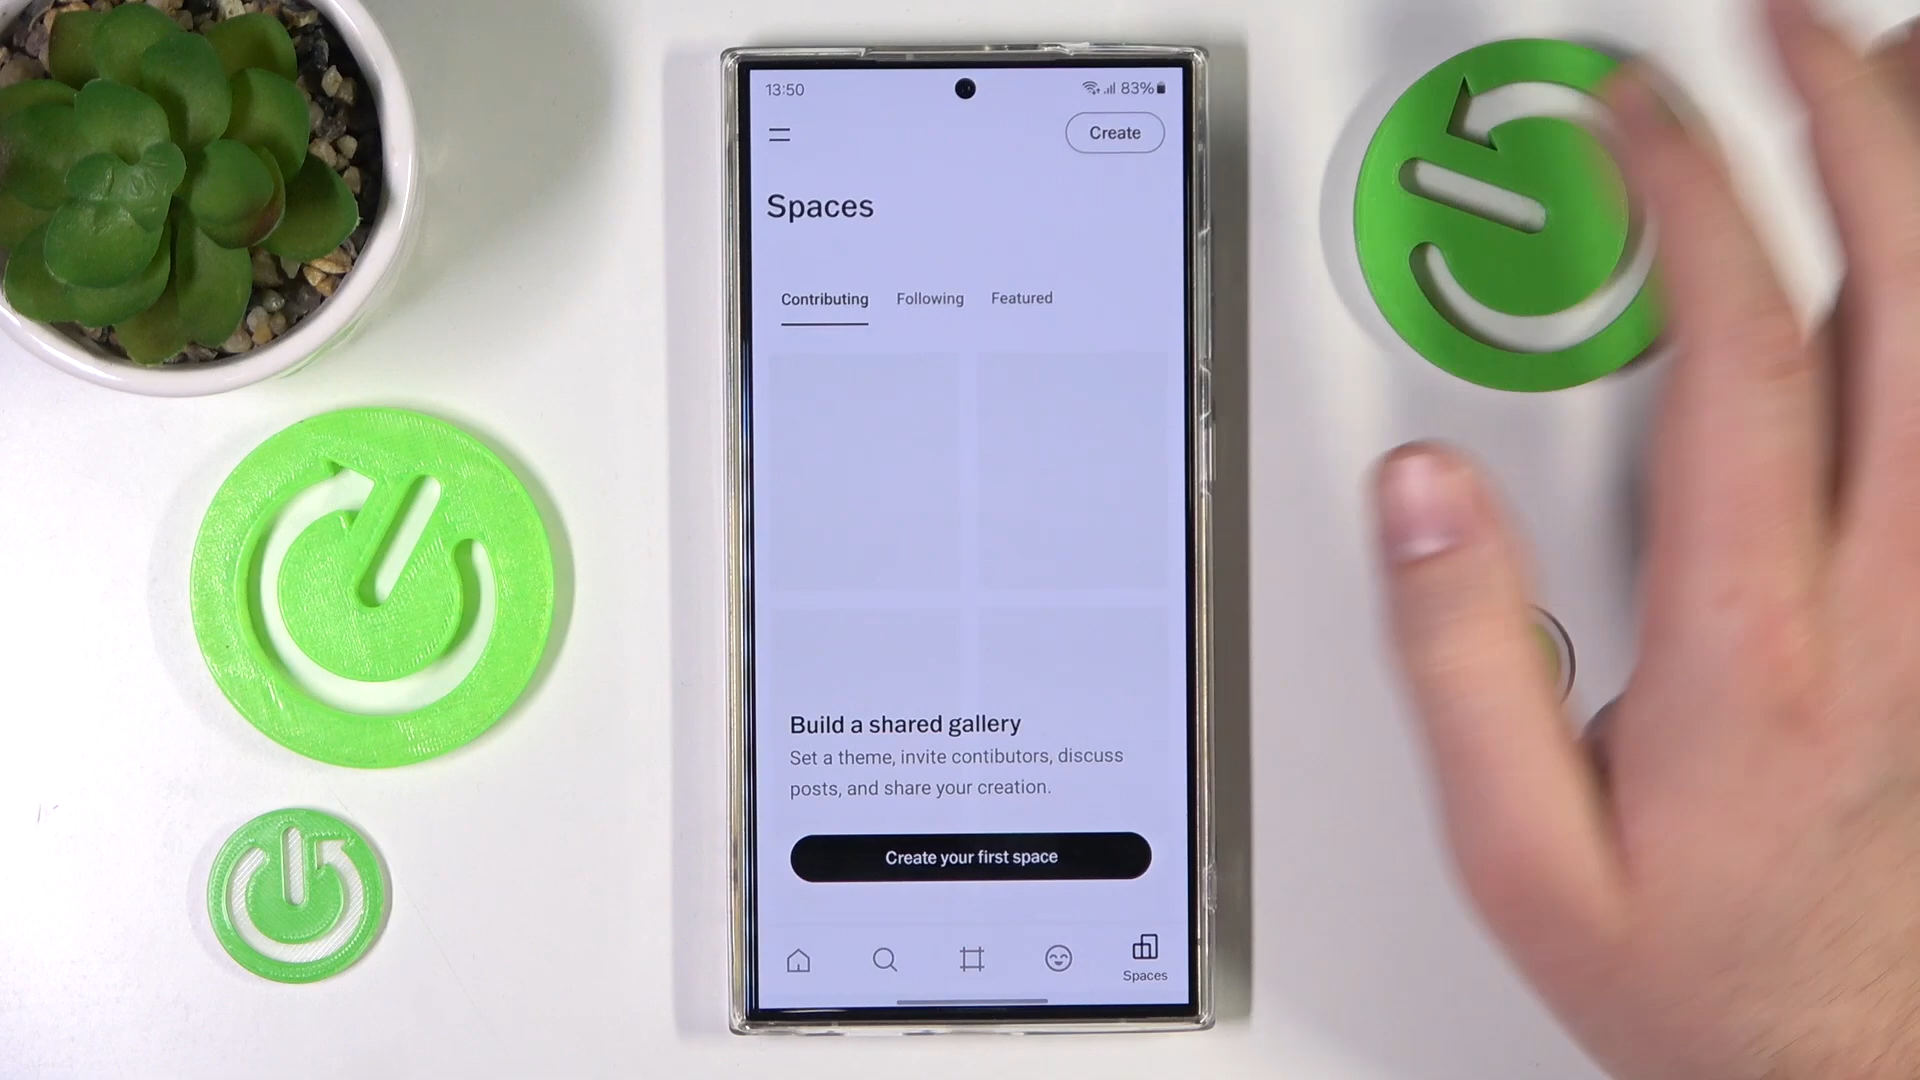 13:50
83%
Create
Spaces
Contributing Following Featured
Build a shared gallery
Set a theme, invite contibutors, discuss
posts, and share your creation.
Create your first space
Spaces